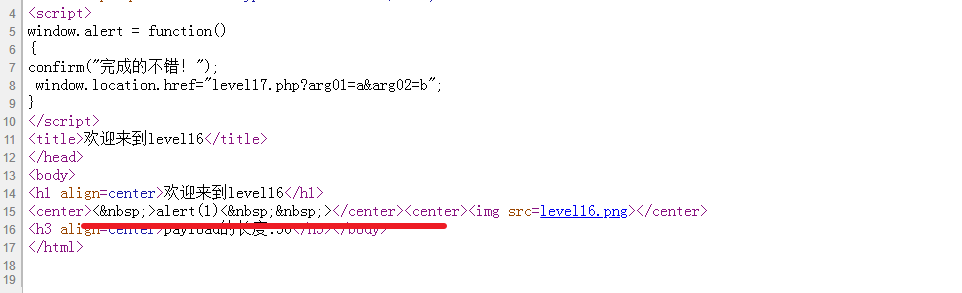 4 <script>
5 window.alert = function()
6 {
7 confirm("完成的不错！");
8 window.location.href="level17.php?arg01=a&arg02=b";
9 }
10 </script>
11 <title>欢迎来到level16</title>
12 </head>
13 <body>
14 <h1 align=center>欢迎来到level16</h1>
15 <center><&nbsp;>alert(1)<&nbsp;&nbsp;></center><center><img src=level16.png></center>
16 <h3 align=center>payload的长度:50</h3></body>
17 </html>
18
19